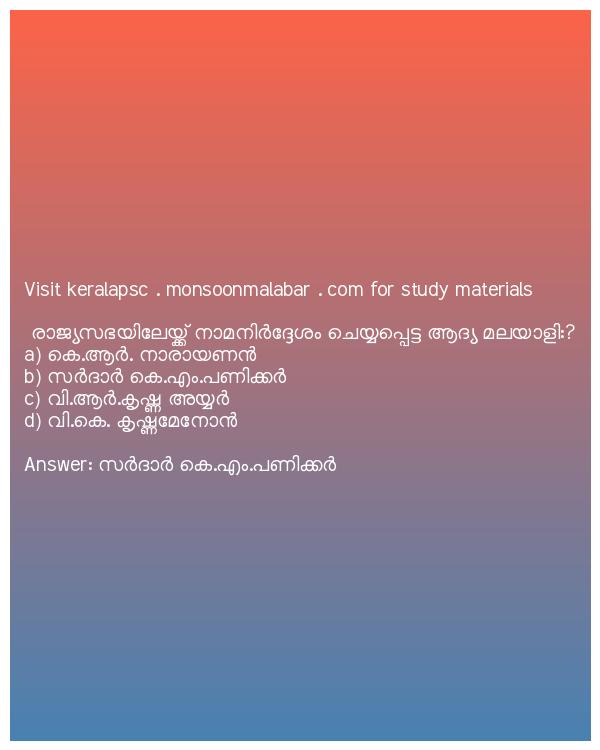 Visit keralapsc . monsoonmalabar . com for study materials
രാജ്യസഭയിലേയ്ക്ക് നാമനിർദ്ദേശം ചെയ്യപ്പെട്ട ആദ്യ മലയാളി:?
a) കെ.ആർ. നാരായണൻ
b) സർദാർ കെ.എം.പണിക്കർ
c) വി.ആർ.കൃഷ്ണ അയ്യർ
d) വി.കെ. കൃഷ്ണമേനോൻ
Answer: സർദാർ കെ.എം.പണിക്കർ